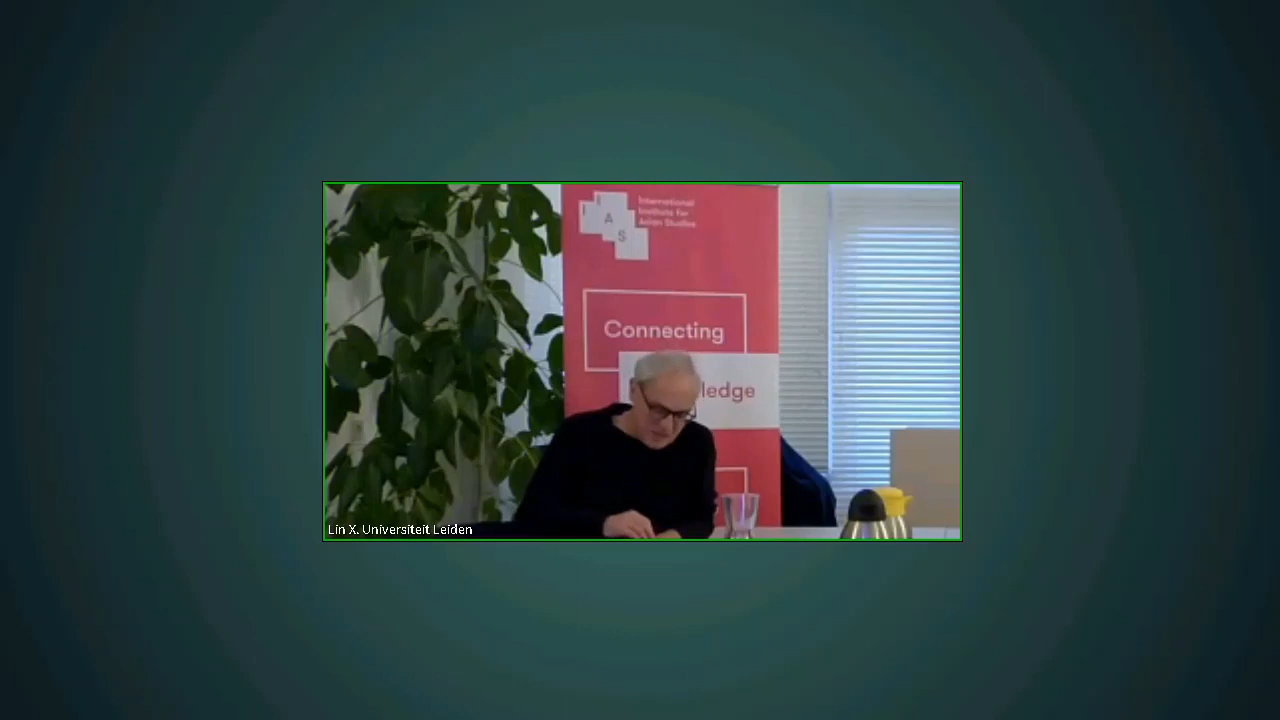 I
I
A
S
International
Institute for
Asian Studies
Connecting
ledge
Lin X. Universiteit Leiden